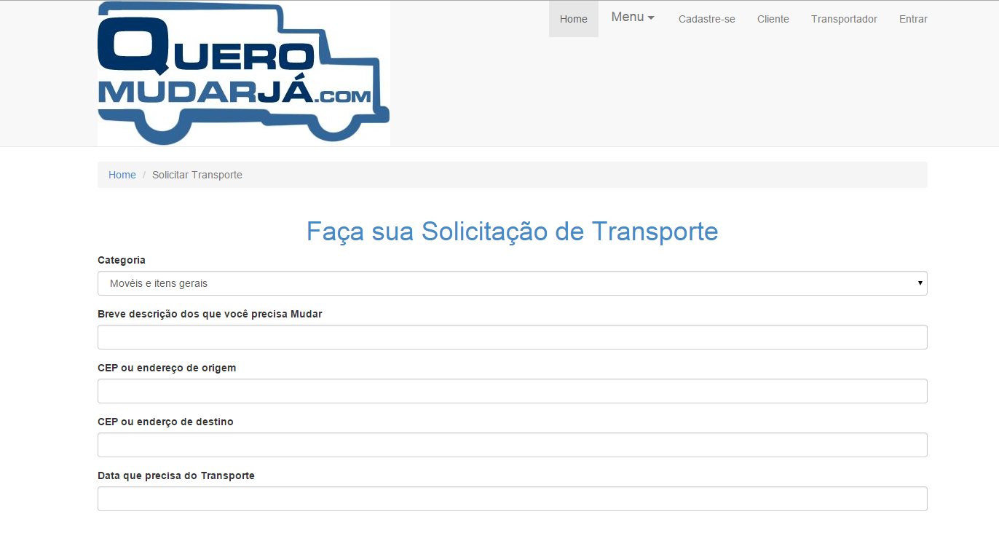 QUERO
MUDARJÁ.COM
Home Menu Cadastre-se Cliente Transportador Entrar
Home / Solicitar Transporte
Faça sua Solicitação de Transporte
Categoria
Movéis e itens gerais
Breve descrição dos que você precisa Mudar
CEP ou endereço de origem
CEP ou enderço de destino
Data que precisa do Transporte